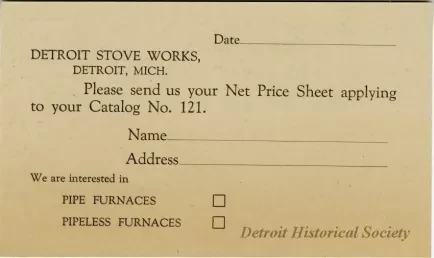 Date
DETROIT STOVE WORKS,
DETROIT, MICH.
Please send us your Net Price Sheet applying
to your Catalog No. 121.
Name
Address
We are interested in
PIPE FURNACES
PIPELESS FURNACES
Detroit Historical Society